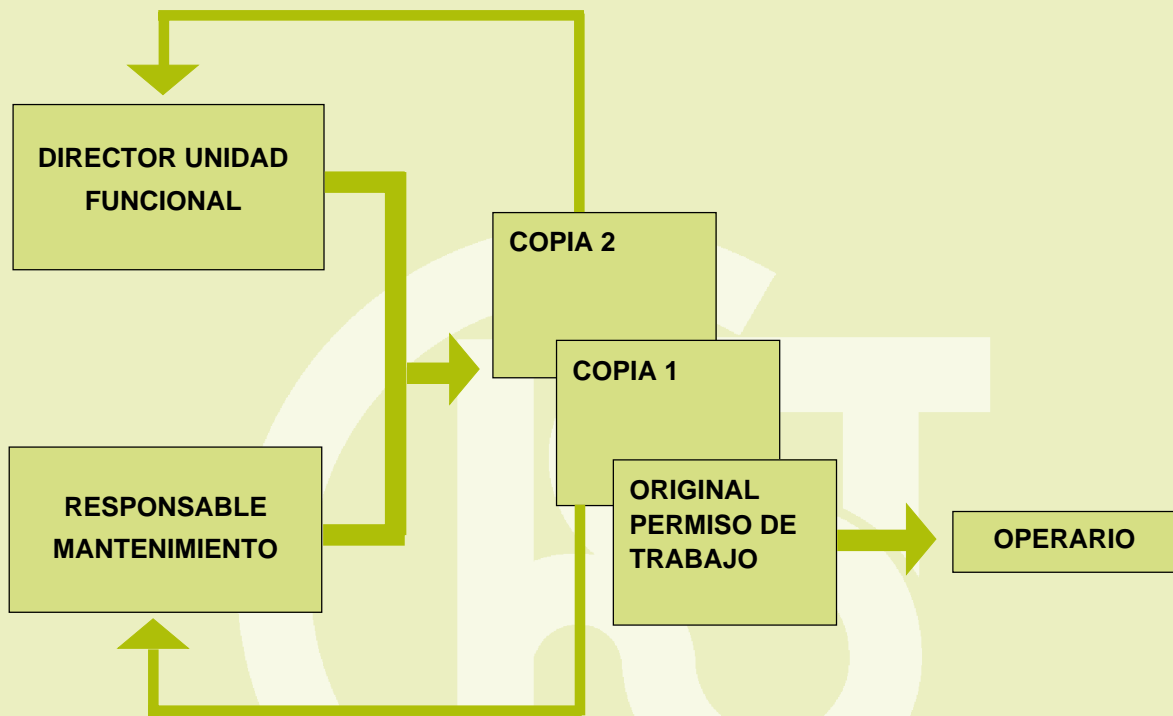 DIRECTOR UNIDAD
FUNCIONAL
COPIA 2
COPIA 1
RESPONSABLE
MANTENIMIENTO
ORIGINAL
PERMISO DE
TRABAJO
OPERARIO